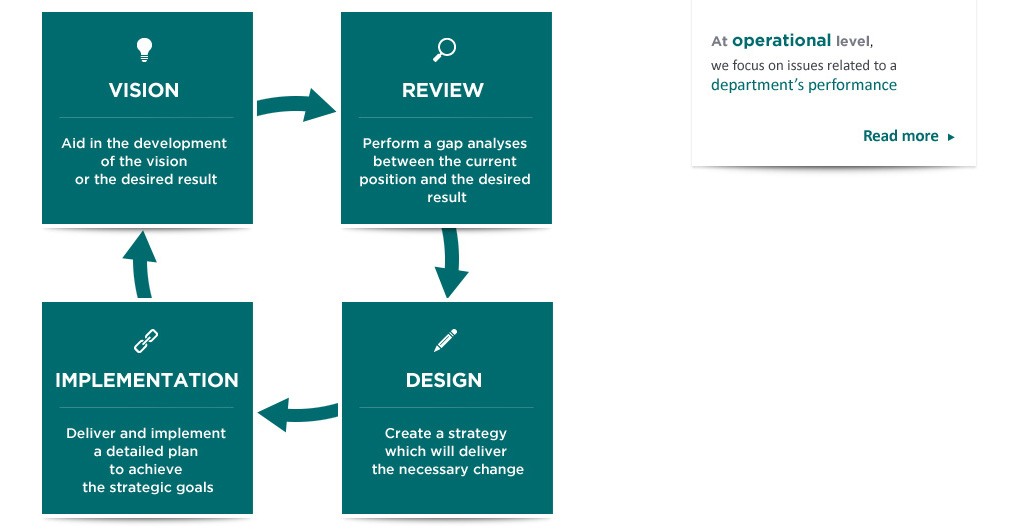 VISION
Aid in the development
of the vision
or the desired result
REVIEW
Perform a gap analyses
between the current
position and the desired
result
IMPLEMENTATION
Deliver and implement
a detailed plan
to achieve
the strategic goals
DESIGN
Create a strategy
which will deliver
the necessary change
At operational level,
we focus on issues related to a
department's performance
Read more ▸